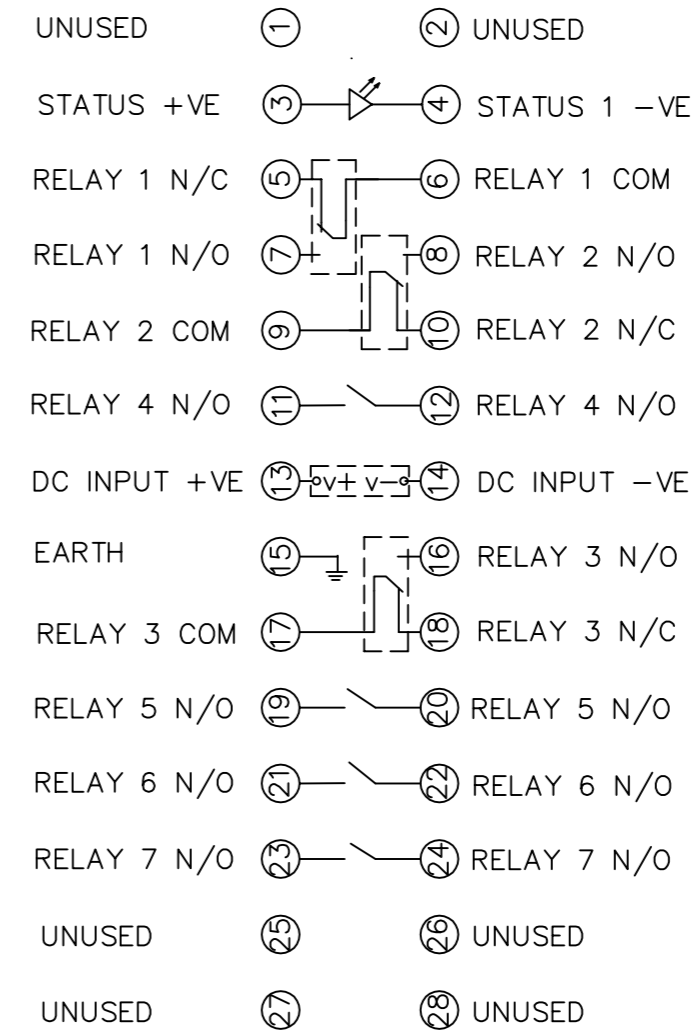 UNUSED 1 2 UNUSED
STATUS +VE 3 4 STATUS 1 −VE
RELAY 1 N/C 5 6 RELAY 1 COM
RELAY 1 N/O 7 8 RELAY 2 N/O
RELAY 2 COM 9 10 RELAY 2 N/C
RELAY 4 N/O 11 12 RELAY 4 N/O
DC INPUT +VE 13 V+ V− 14 DC INPUT −VE
EARTH 15 16 RELAY 3 N/O
RELAY 3 COM 17 18 RELAY 3 N/C
RELAY 5 N/O 19 20 RELAY 5 N/O
RELAY 6 N/O 21 22 RELAY 6 N/O
RELAY 7 N/O 23 24 RELAY 7 N/O
UNUSED 25 26 UNUSED
UNUSED 27 28 UNUSED